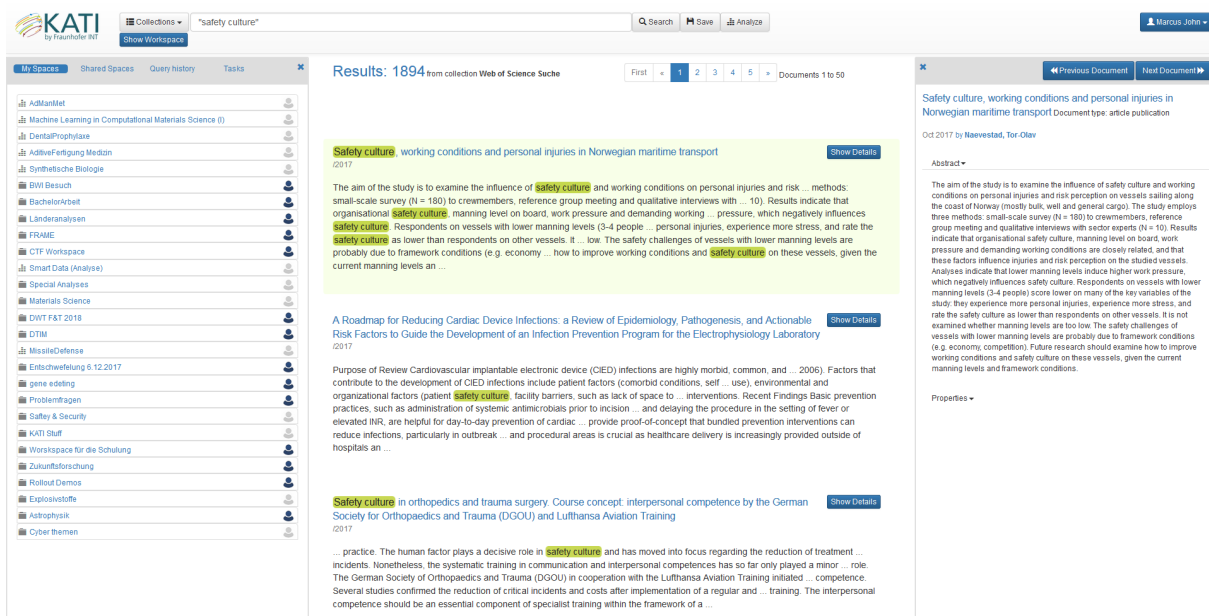 KATI
by Fraunhofer INT
Collections
"safety culture"
Search
Save
Analyze
Marcus John
Show Workspace
My Spaces
Shared Spaces
Query history
Tasks
AdManMet
Machine Learning in Computational Materials Science (I)
DentalProphylaxe
AditiveFertigung Medizin
Synthetische Biologie
BWI Besuch
BachelorArbeit
Länderanalysen
FRAME
CTF Workspace
Smart Data (Analyse)
Special Analyses
Materials Science
DWT F&T 2018
DTIM
MissileDefense
Entschwefelung 6.12.2017
gene edeting
Problemfragen
Saftey & Security
KATI Stuff
Worskspace für die Schulung
Zukunftsforschung
Rollout Demos
Explosivstoffe
Astrophysik
Cyber themen
Results: 1894 from collection Web of Science Suche
First « 1 2 3 4 5 » Documents 1 to 50
Safety culture, working conditions and personal injuries in Norwegian maritime transport
Show Details
/2017
The aim of the study is to examine the influence of safety culture and working conditions on personal injuries and risk ... methods:
small-scale survey (N = 180) to crewmembers, reference group meeting and qualitative interviews with ... 10). Results indicate that
organisational safety culture, manning level on board, work pressure and demanding working ... pressure, which negatively influences
safety culture. Respondents on vessels with lower manning levels (3-4 people ... personal injuries, experience more stress, and rate the
safety culture as lower than respondents on other vessels. It ... low. The safety challenges of vessels with lower manning levels are
probably due to framework conditions (e.g. economy ... how to improve working conditions and safety culture on these vessels, given the
current manning levels an ...
A Roadmap for Reducing Cardiac Device Infections: a Review of Epidemiology, Pathogenesis, and Actionable
Risk Factors to Guide the Development of an Infection Prevention Program for the Electrophysiology Laboratory
Show Details
/2017
Purpose of Review Cardiovascular implantable electronic device (CIED) infections are highly morbid, common, and ... 2006). Factors that
contribute to the development of CIED infections include patient factors (comorbid conditions, self ... use), environmental and
organizational factors (patient safety culture, facility barriers, such as lack of space to ... interventions. Recent Findings Basic prevention
practices, such as administration of systemic antimicrobials prior to incision ... and delaying the procedure in the setting of fever or
elevated INR, are helpful for day-to-day prevention of cardiac ... provide proof-of-concept that bundled prevention interventions can
reduce infections, particularly in outbreak ... and procedural areas is crucial as healthcare delivery is increasingly provided outside of
hospitals an ...
Safety culture in orthopedics and trauma surgery. Course concept: interpersonal competence by the German
Society for Orthopaedics and Trauma (DGOU) and Lufthansa Aviation Training
Show Details
/2017
... practice. The human factor plays a decisive role in safety culture and has moved into focus regarding the reduction of treatment ...
incidents. Nonetheless, the systematic training in communication and interpersonal competences has so far only played a minor ... role.
The German Society of Orthopaedics and Trauma (DGOU) in cooperation with the Lufthansa Aviation Training initiated ... competence.
Several studies confirmed the reduction of critical incidents and costs after implementation of a regular and ... training. The interpersonal
competence should be an essential component of specialist training within the framework of a ...
Previous Document
Next Document
Safety culture, working conditions and personal injuries in
Norwegian maritime transport Document type: article publication
Oct 2017 by Naevestad, Tor-Olav
Abstract
The aim of the study is to examine the influence of safety culture and working
conditions on personal injuries and risk perception on vessels sailing along
the coast of Norway (mostly bulk, well and general cargo). The study employs
three methods: small-scale survey (N = 180) to crewmembers, reference
group meeting and qualitative interviews with sector experts (N = 10). Results
indicate that organisational safety culture, manning level on board, work
pressure and demanding working conditions are closely related, and that
these factors influence injuries and risk perception on the studied vessels.
Analyses indicate that lower manning levels induce higher work pressure,
which negatively influences safety culture. Respondents on vessels with lower
manning levels (3-4 people) score lower on many of the key variables of the
study: they experience more personal injuries, experience more stress, and
rate the safety culture as lower than respondents on other vessels. It is not
examined whether manning levels are too low. The safety challenges of
vessels with lower manning levels are probably due to framework conditions
(e.g. economy, competition). Future research should examine how to improve
working conditions and safety culture on these vessels, given the current
manning levels and framework conditions.
Properties